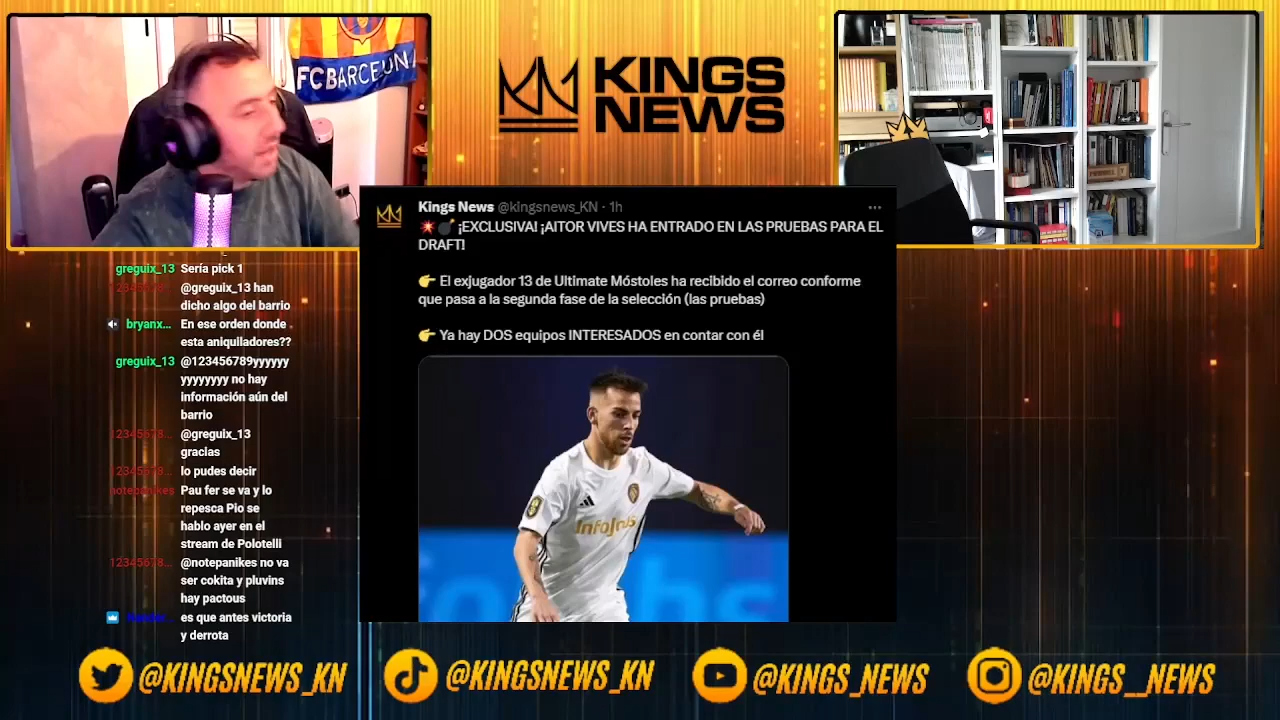 FC BARCELONA
KINGS
NEWS
Kings News @kingsnews_KN · 1h
¡EXCLUSIVA! ¡AITOR VIVES HA ENTRADO EN LAS PRUEBAS PARA EL
DRAFT!
El exjugador 13 de Ultimate Móstoles ha recibido el correo conforme
que pasa a la segunda fase de la selección (las pruebas)
Ya hay DOS equipos INTERESADOS en contar con él
InfoJobs
greguix_13 Sería pick 1
12345678... @greguix_13 han
dicho algo del barrio
bryanx... En ese orden donde
esta aniquiladores??
greguix_13 @123456789yyyyyy
yyyyyyyy no hay
información aún del
barrio
12345678... @greguix_13
gracias
12345678... lo pudes decir
notepanikes Pau fer se va y lo
repesca Pio se
hablo ayer en el
stream de Polotelli
12345678... @notepanikes no va
ser cokita y pluvins
hay pactous
es que antes victoria
y derrota
@KINGSNEWS_KN
@KINGSNEWS_KN
@KINGS_NEWS
@KINGS__NEWS